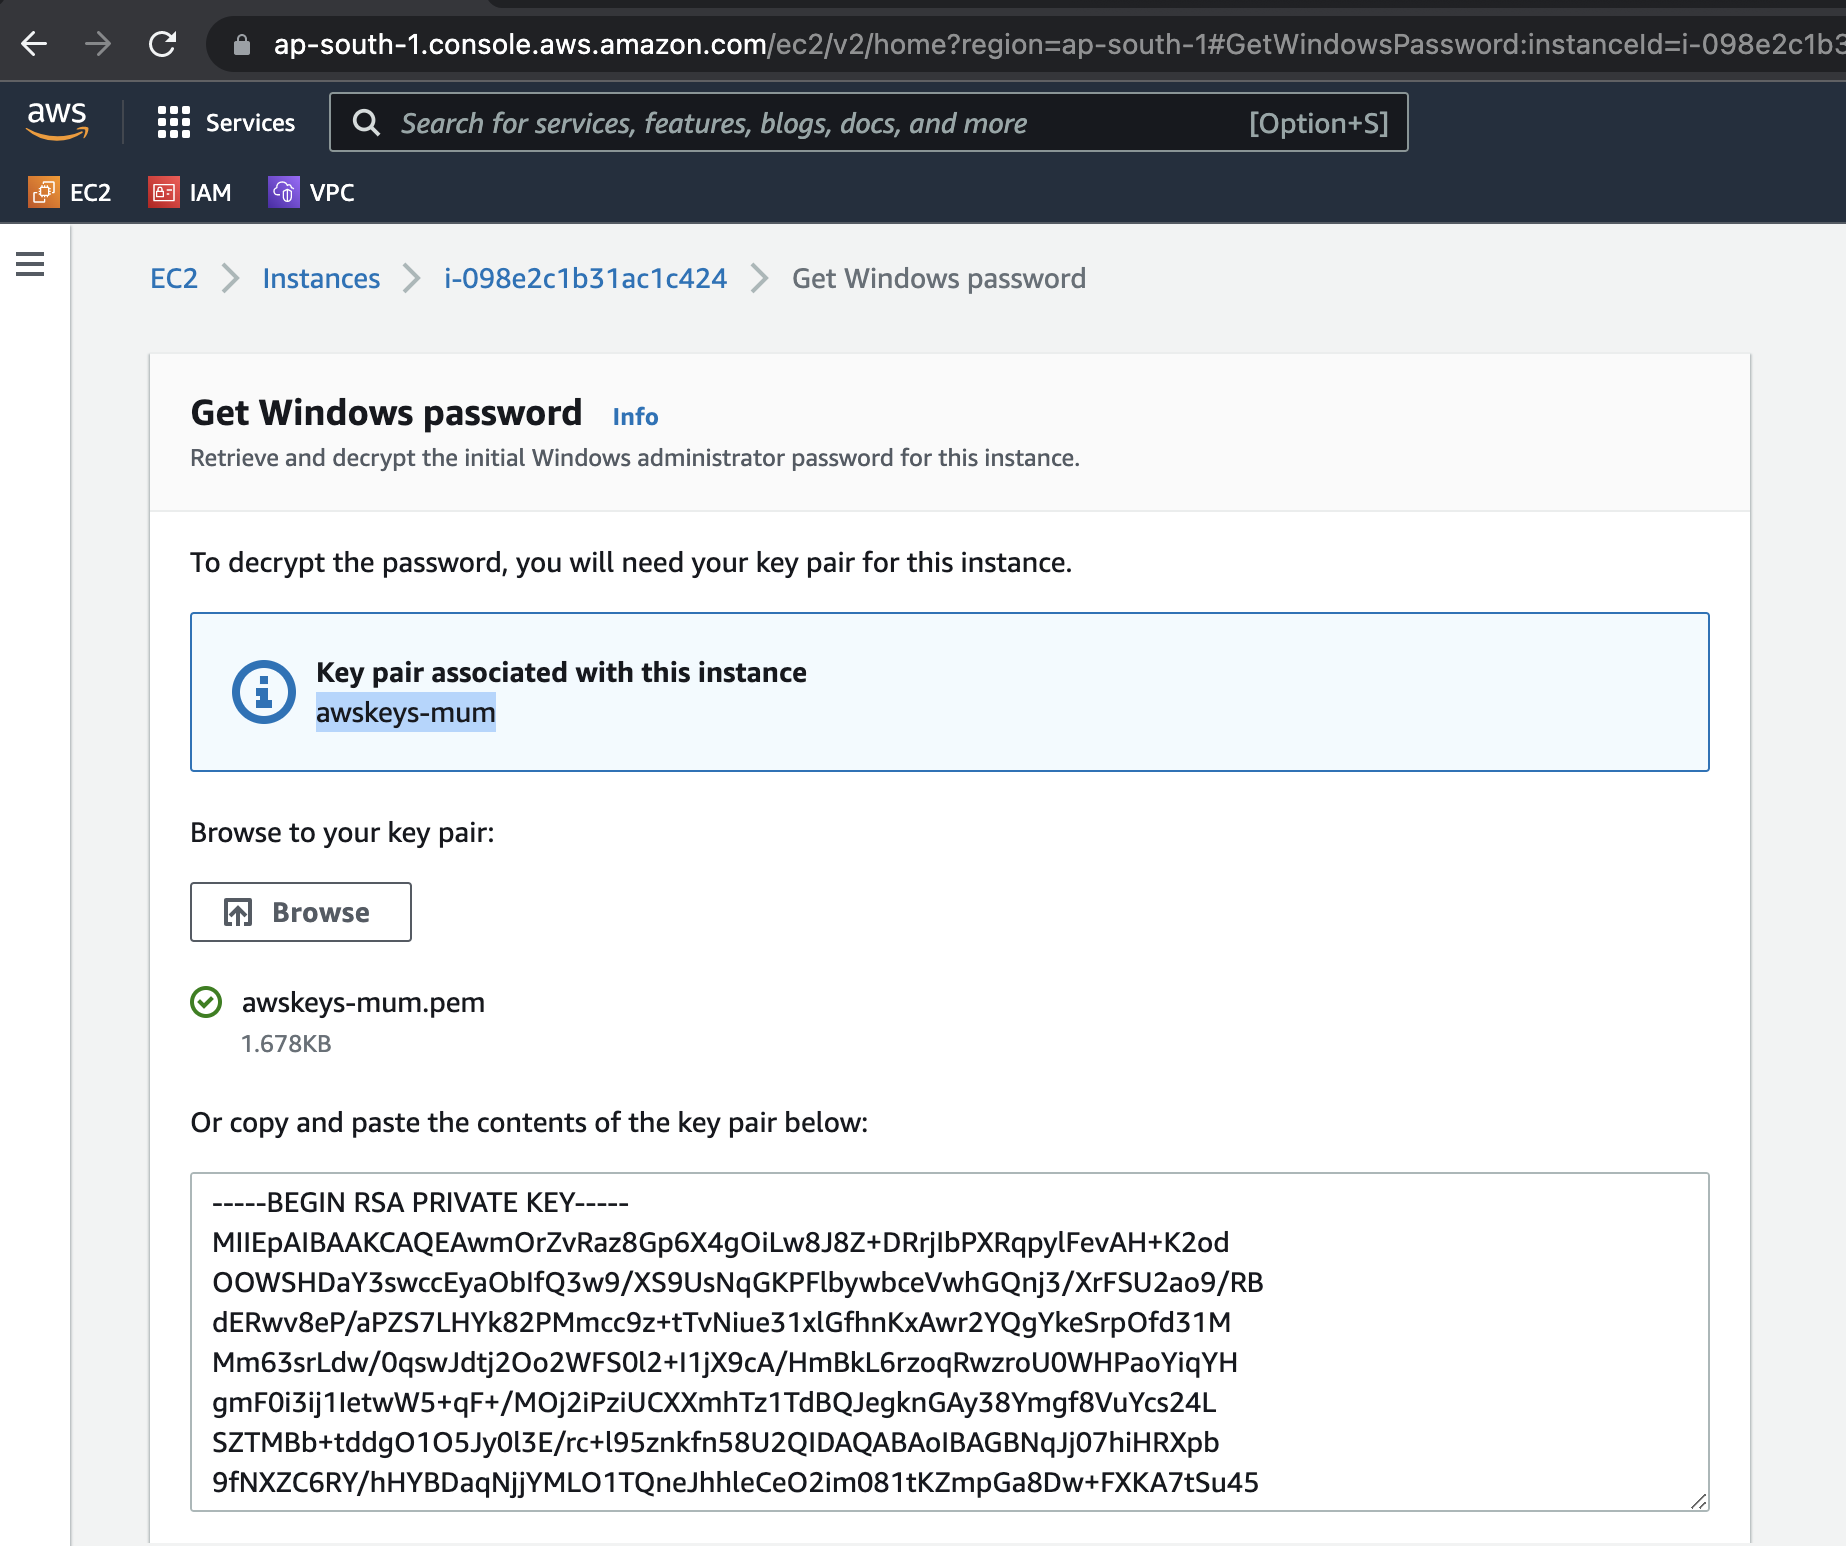 ap-south-1.console.aws.amazon.com/ec2/v2/home?region=ap-south-1#GetWindowsPassword:instanceId=i-098e2c1b3
aws
Services
Search for services, features, blogs, docs, and more
[Option+S]
EC2
IAM
VPC
EC2
Instances
i-098e2c1b31ac1c424
Get Windows password
Get Windows password
Info
Retrieve and decrypt the initial Windows administrator password for this instance.
To decrypt the password, you will need your key pair for this instance.
Key pair associated with this instance
awskeys-mum
Browse to your key pair:
Browse
awskeys-mum.pem
1.678KB
Or copy and paste the contents of the key pair below:
-----BEGIN RSA PRIVATE KEY-----
MIIEpAIBAAKCAQEAwmOrZvRaz8Gp6X4gOiLw8J8Z+DRrjIbPXRqpylFevAH+K2od
OOWSHDaY3swccEyaObIfQ3w9/XS9UsNqGKPFlbywbceVwhGQnj3/XrFSU2ao9/RB
dERwv8eP/aPZS7LHYk82PMmcc9z+tTvNiue31xlGfhnKxAwr2YQgYkeSrpOfd31M
Mm63srLdw/0qswJdtj2Oo2WFS0l2+I1jX9cA/HmBkL6rzoqRwzroU0WHPaoYiqYH
gmF0i3ij1IetwW5+qF+/MOj2iPziUCXXmhTz1TdBQJegknGAy38Ymgf8VuYcs24L
SZTMBb+tddgO1O5Jy0l3E/rc+l95znkfn58U2QIDAQABAoIBAGBNqJj07hiHRXpb
9fNXZC6RY/hHYBDaqNjjYMLO1TQneJhhleCeO2im081tKZmpGa8Dw+FXKA7tSu45